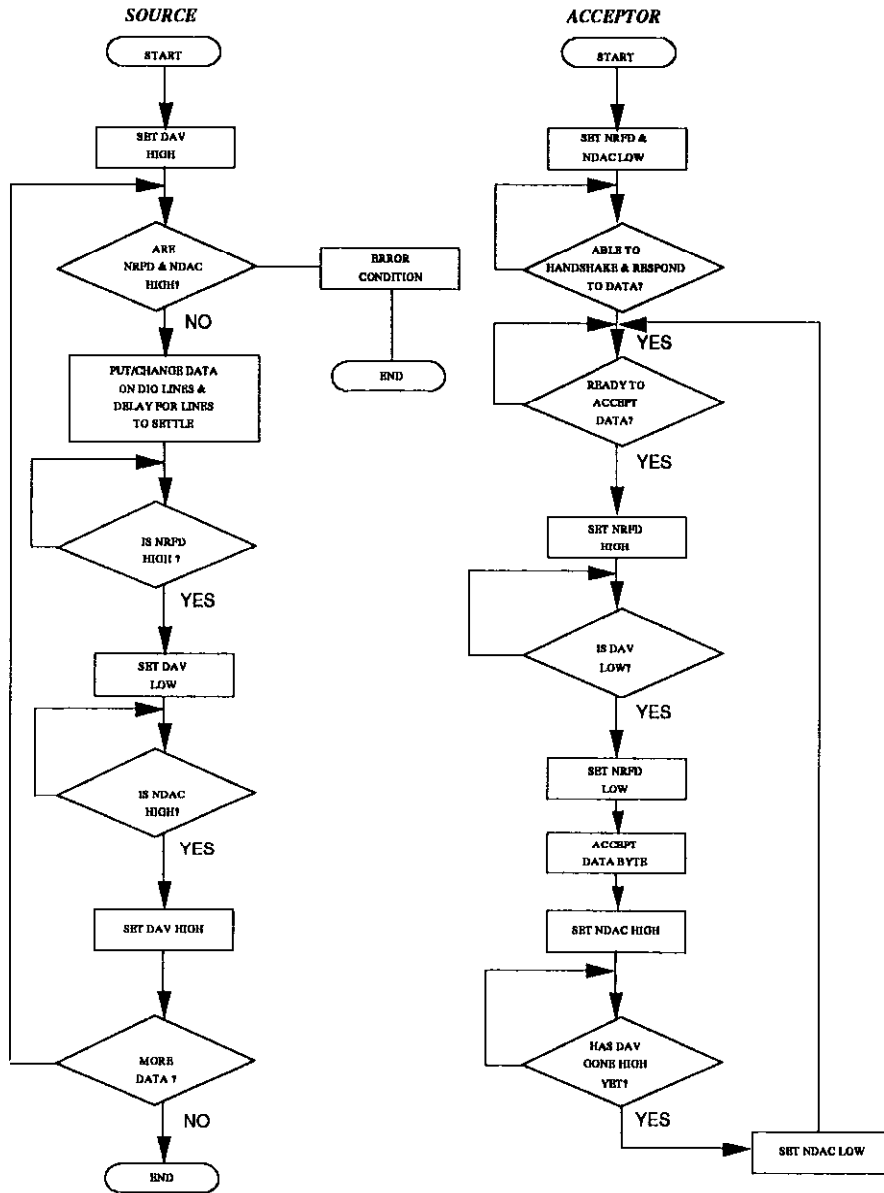 SOURCE
START
SET DAV
HIGH
ARE
NRPD & NDAC
HIGH?
ERROR
CONDITION
END
NO
PUT/CHANGE DATA
ON DIO LINES &
DELAY FOR LINES
TO SETTLE
IS NRFD
HIGH ?
YES
SET DAV
LOW
IS NDAC
HIGH?
YES
SET DAV HIGH
MORE
DATA ?
NO
END
ACCEPTOR
START
SET NRFD &
NDAC LOW
ABLE TO
HANDSHAKE & RESPOND
TO DATA?
YES
READY TO
ACCEPT
DATA?
YES
SET NRFD
HIGH
IS DAV
LOW?
YES
SET NRFD
LOW
ACCEPT
DATA BYTE
SET NDAC HIGH
HAS DAV
GONE HIGH
YET?
YES
SET NDAC LOW